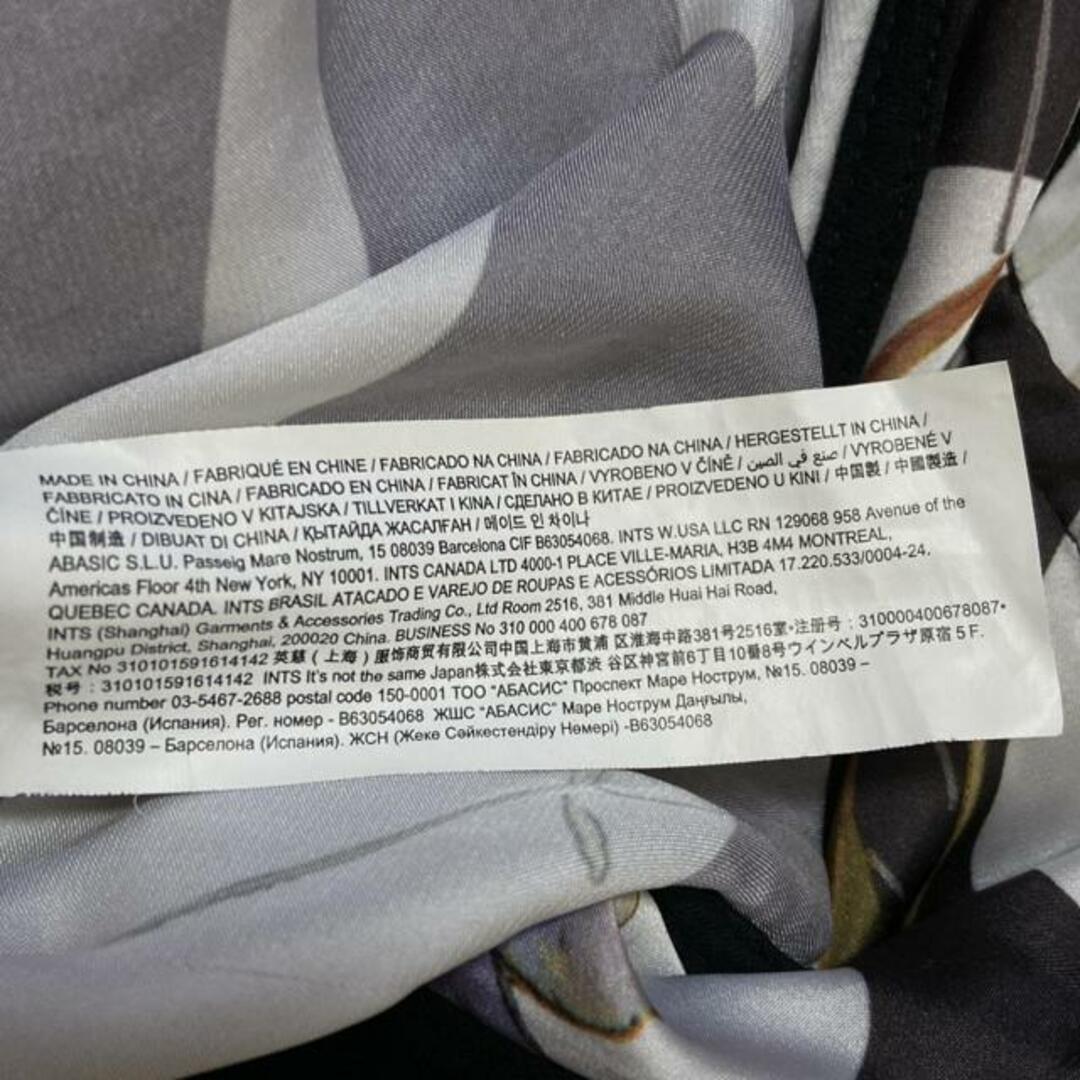 MADE IN CHINA / FABRIQUÉ EN CHINE / FABRICADO NA CHINA / FABRICADO NA CHINA / HERGESTELLT IN CHINA /
FABBRICATO IN CINA / FABRICADO EN CHINA / FABRICAT ÎN CHINA / VYROBENO V ČÍNĚ / صنع في الصين / VYROBENÉ V
ČÍNE / PROIZVEDENO V KITAJSKA / TILLVERKAT I KINA / СДЕЛАНО В КИТАЕ / PROIZVEDENO U KINI / 中国製 / 中國製造 /
中国制造 / DIBUAT DI CHINA / ҚЫТАЙДА ЖАСАЛҒАН / 메이드 인 차이나
ABASIC S.L.U. Passeig Mare Nostrum, 15 08039 Barcelona CIF B63054068. INTS W.USA LLC RN 129068 958 Avenue of the
Americas Floor 4th New York, NY 10001. INTS CANADA LTD 4000-1 PLACE VILLE-MARIA, H3B 4M4 MONTREAL,
QUEBEC CANADA. INTS BRASIL ATACADO E VAREJO DE ROUPAS E ACESSÓRIOS LIMITADA 17.220.533/0004-24.
INTS (Shanghai) Garments & Accessories Trading Co., Ltd Room 2516, 381 Middle Huai Hai Road,
Huangpu District, Shanghai, 200020 China. BUSINESS No 310 000 400 678 087
TAX No 310101591614142 英慈 ( 上海 ) 服饰商贸有限公司中国上海市黄浦 区淮海中路381号2516室•注册号 : 310000400678087•
税号 : 310101591614142 INTS It's not the same Japan株式会社東京都渋 谷区神宮前6丁目10番8号ウインベルプラザ原宿 5 F.
Phone number 03-5467-2688 postal code 150-0001 ТОО "АБАСИС" Проспект Маре Нострум, №15. 08039 –
Барселона (Испания). Рег. номер - B63054068 ЖШС "АБАСИС" Маре Нострум Даңғылы,
№15. 08039 – Барселона (Испания). ЖСН (Жеке Сәйкестендіру Нөмері) -B63054068